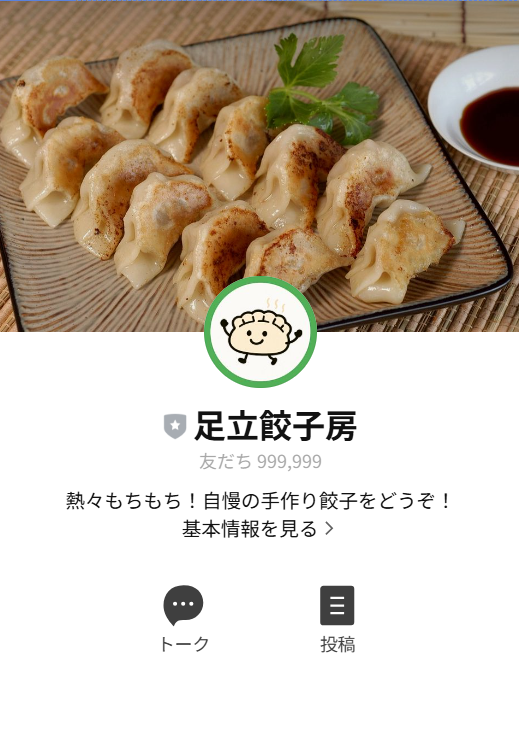 足立餃子房
友だち 999,999
熱々もちもち！自慢の手作り餃子をどうぞ！
基本情報を見る
トーク
投稿